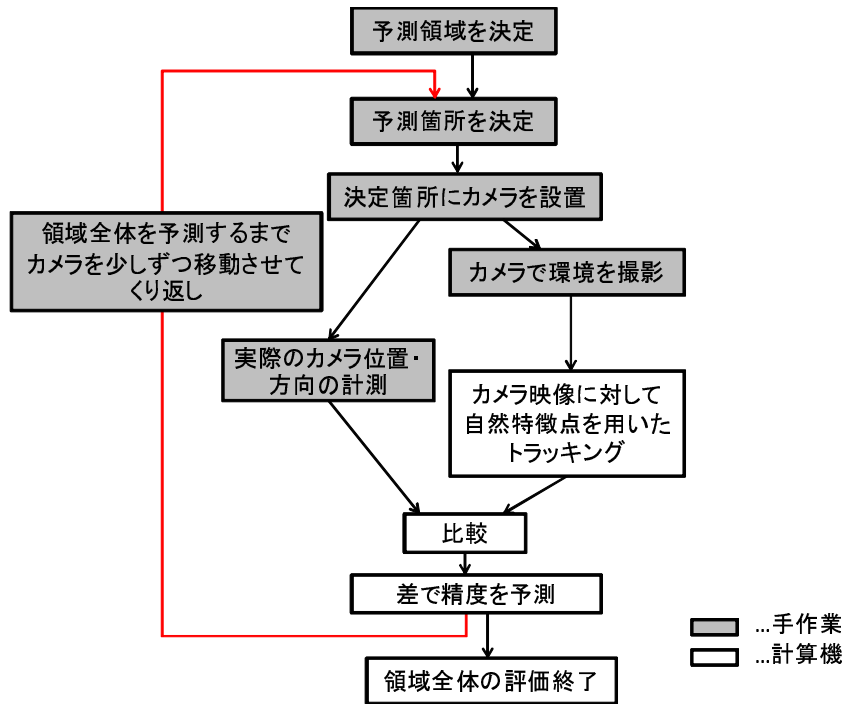 予測領域を決定
予測箇所を決定
決定箇所にカメラを設置
領域全体を予測するまで
カメラを少しずつ移動させて
くり返し
カメラで環境を撮影
実際のカメラ位置・
方向の計測
カメラ映像に対して
自然特徴点を用いた
トラッキング
比較
差で精度を予測
領域全体の評価終了
...手作業
...計算機